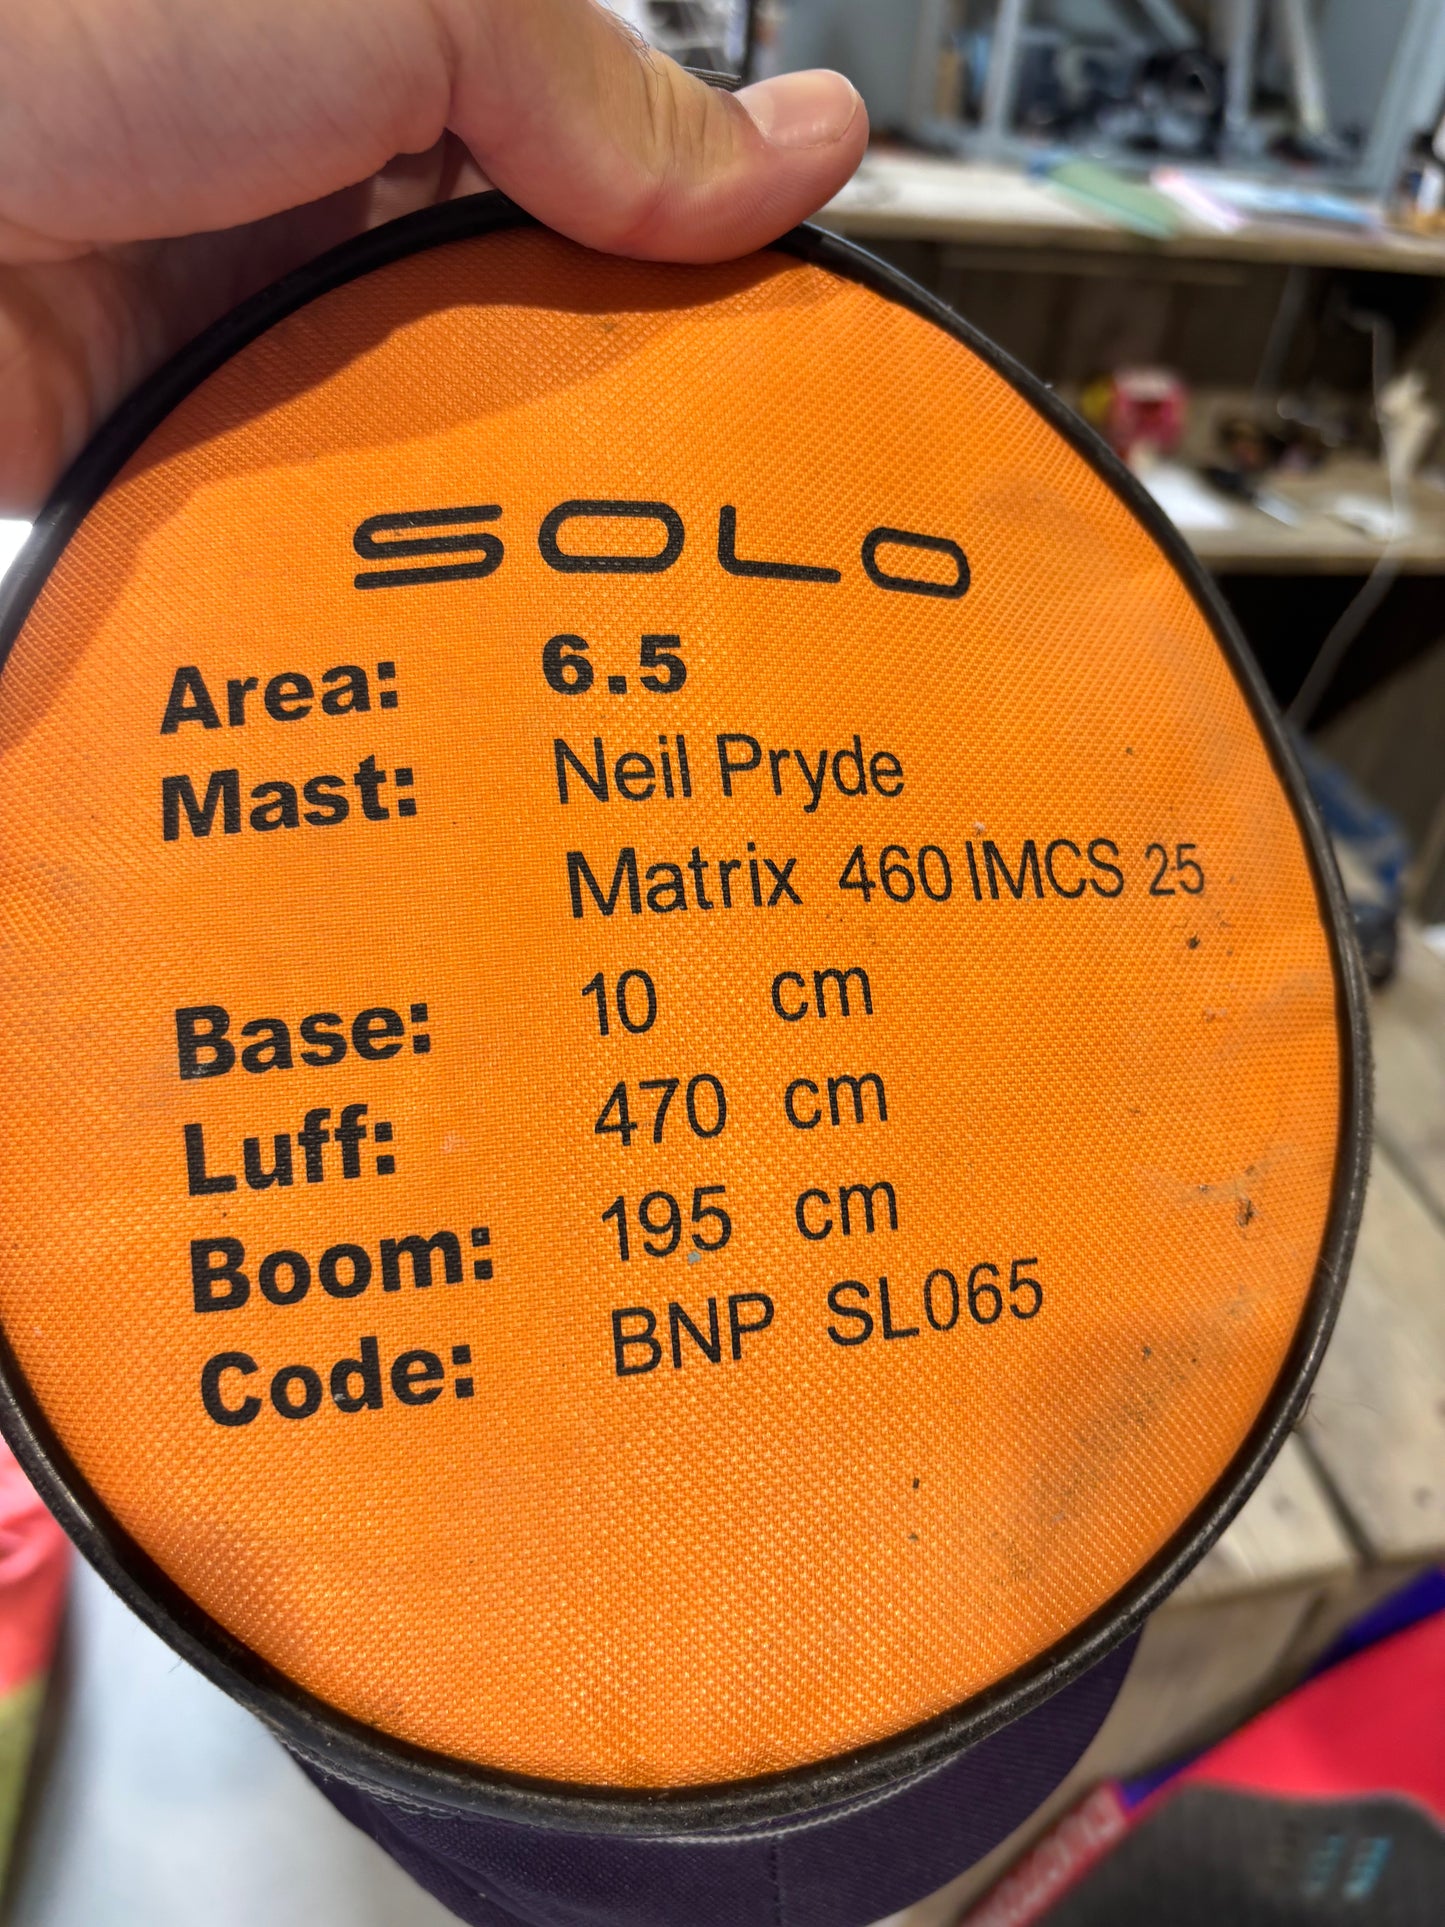 SOLO
Area: 6.5
Mast: Neil Pryde
Matrix 460 IMCS 25
Base: 10 cm
Luff: 470 cm
Boom: 195 cm
Code: BNP SL065